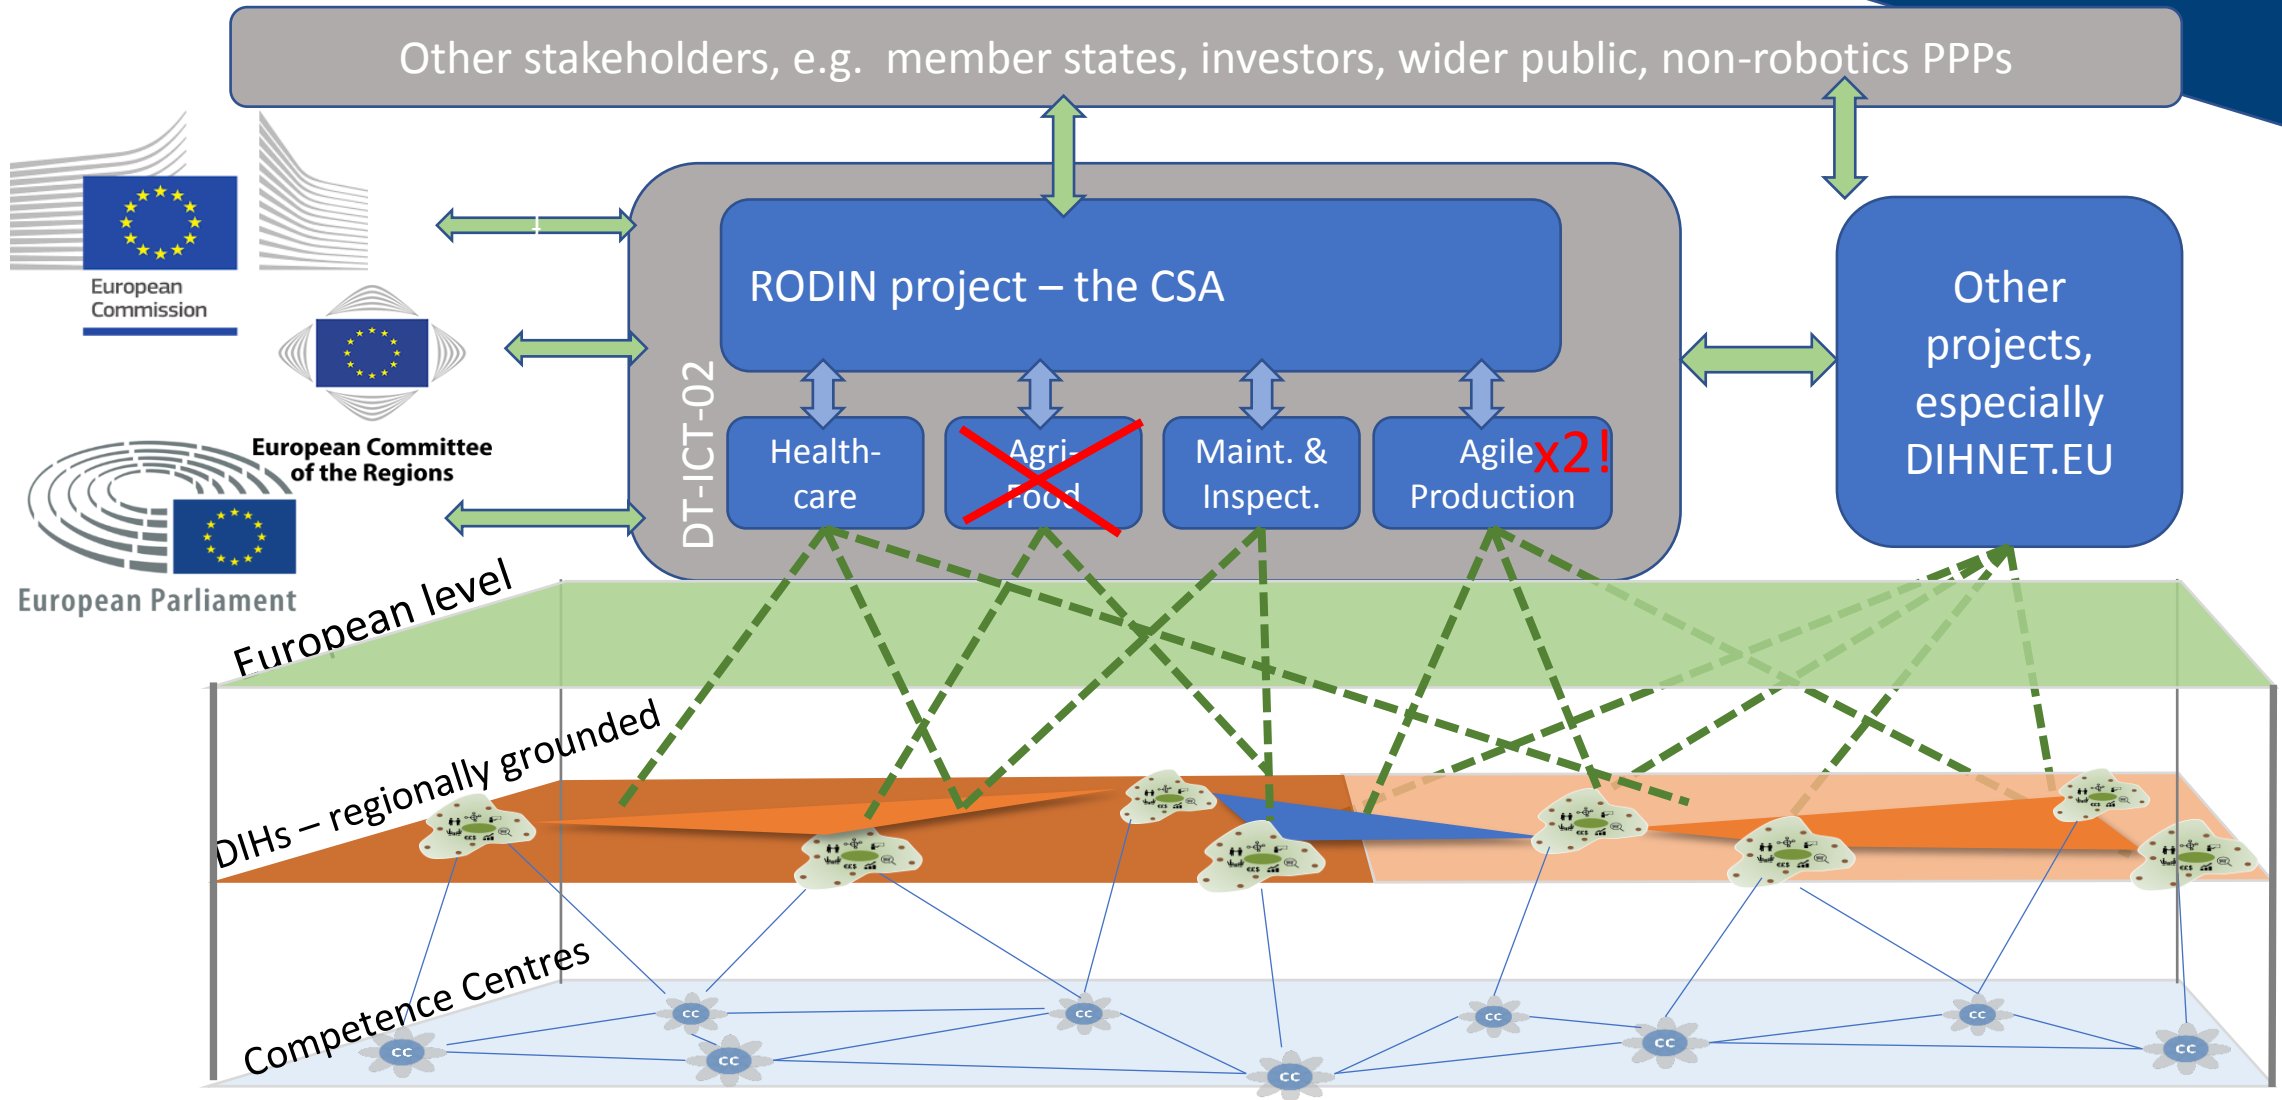 Other stakeholders, e.g. member states, investors, wider public, non-robotics PPPs
European
Commission
European Committee
of the Regions
European Parliament
DT-ICT-02
RODIN project – the CSA
Health-
care
Agri-
Food
Maint. &
Inspect.
Agile
Production
x2!
Other
projects,
especially
DIHNET.EU
European level
DIHs – regionally grounded
Competence Centres
CC
CC
CC
CC
CC
CC
CC
CC
CC